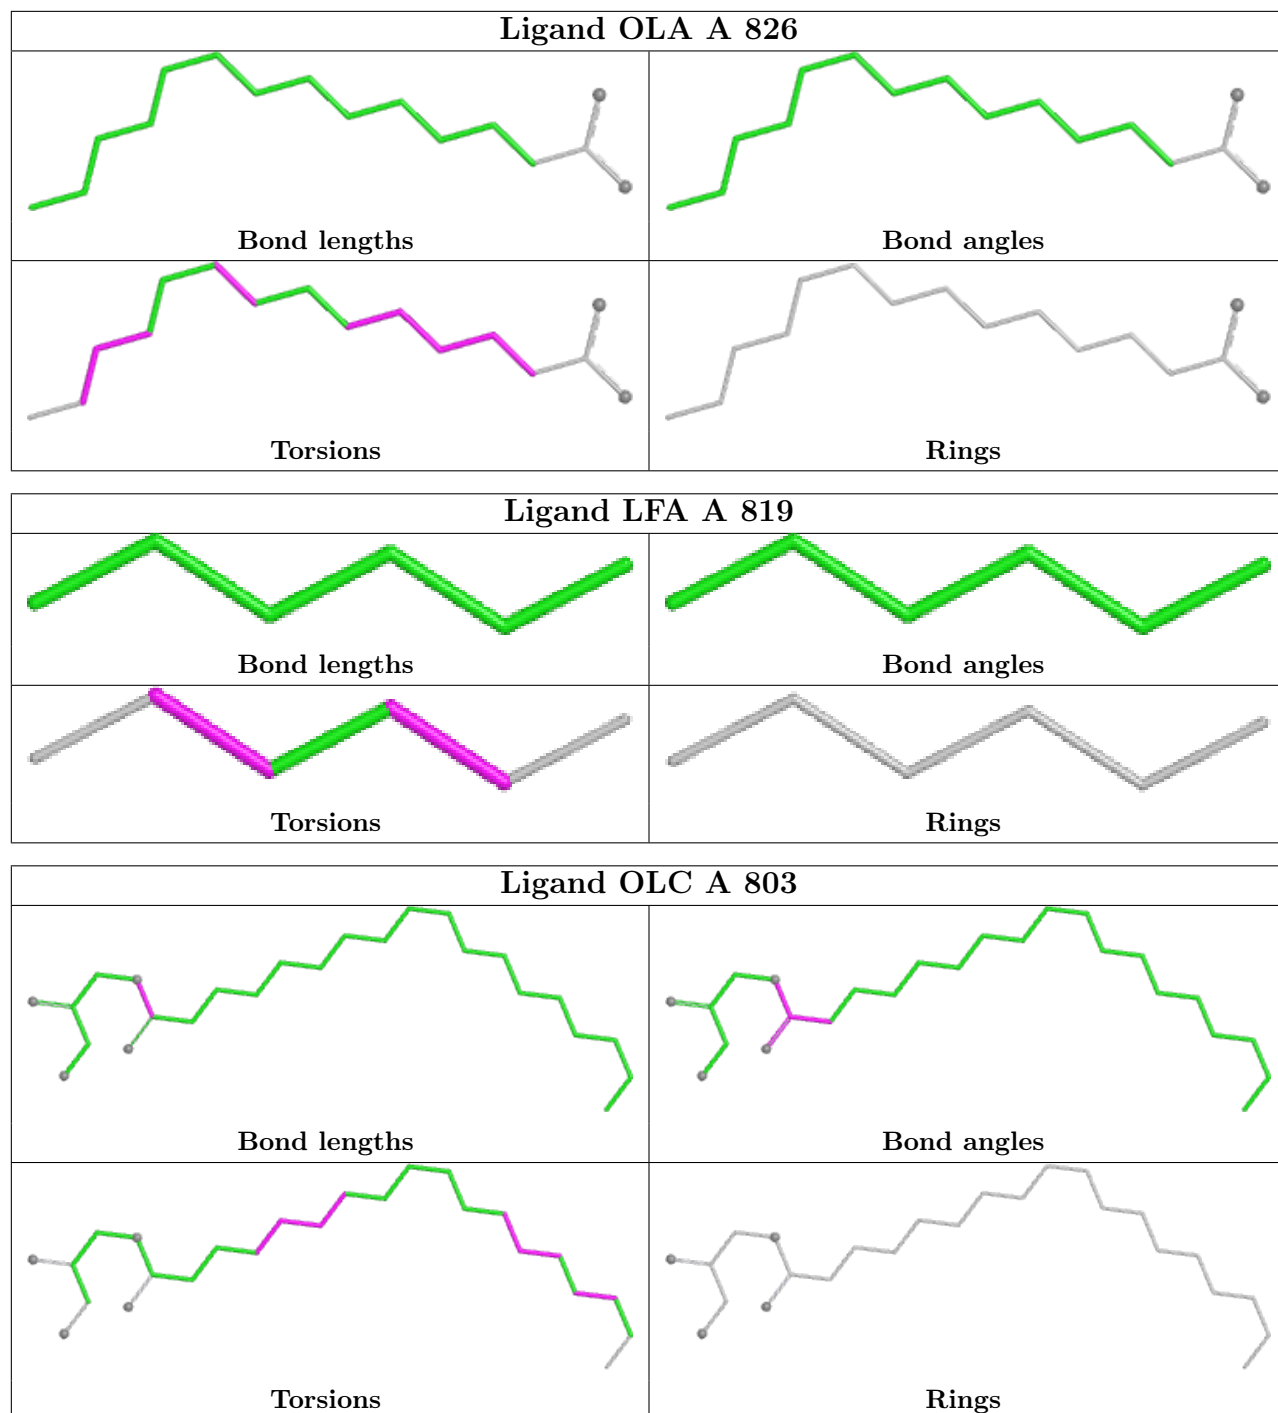 Ligand OLA A 826
Bond lengths
Bond angles
Torsions
Rings
Ligand LFA A 819
Bond lengths
Bond angles
Torsions
Rings
Ligand OLC A 803
Bond lengths
Bond angles
Torsions
Rings